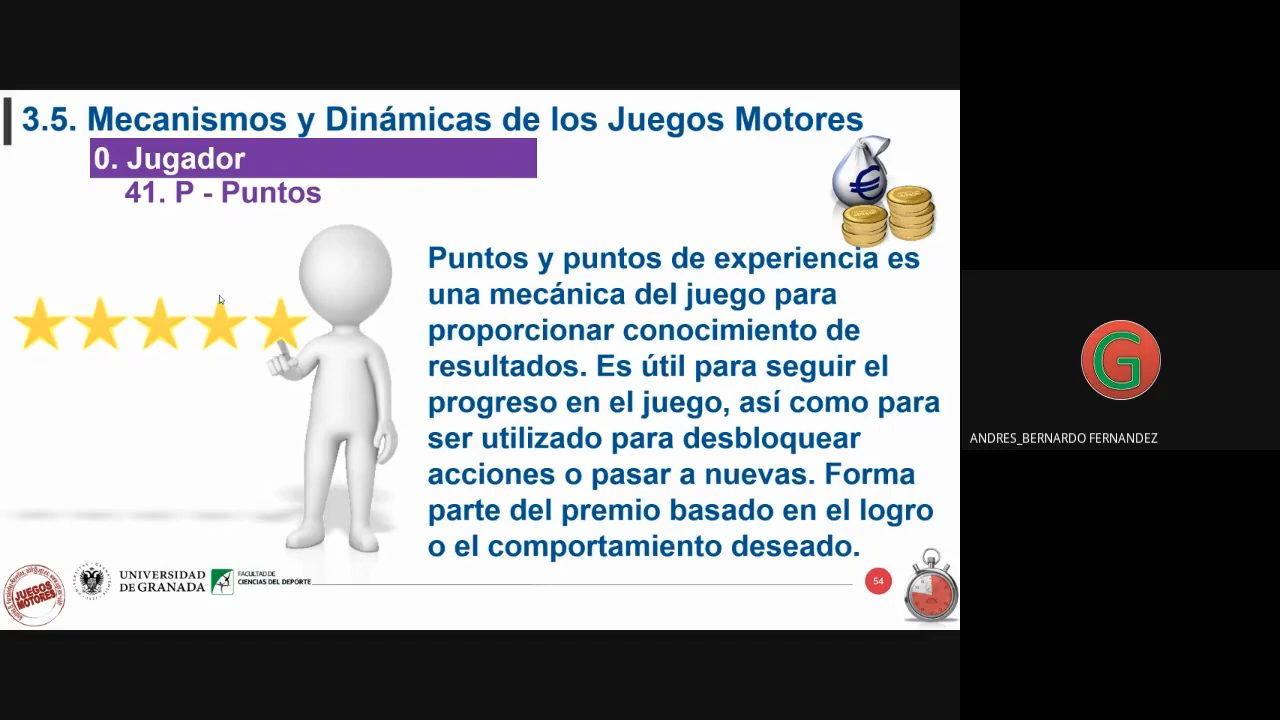 3.5. Mecanismos y Dinámicas de los Juegos Motores
0. Jugador
41. P - Puntos
Puntos y puntos de experiencia es
una mecánica del juego para
proporcionar conocimiento de
resultados. Es útil para seguir el
progreso en el juego, así como para
ser utilizado para desbloquear
acciones o pasar a nuevas. Forma
parte del premio basado en el logro
o el comportamiento deseado.
JUEGOS
MOTORES
UNIVERSIDAD
DE GRANADA
FACULTAD DE
CIENCIAS DEL DEPORTE
54
G
ANDRES_BERNARDO FERNANDEZ